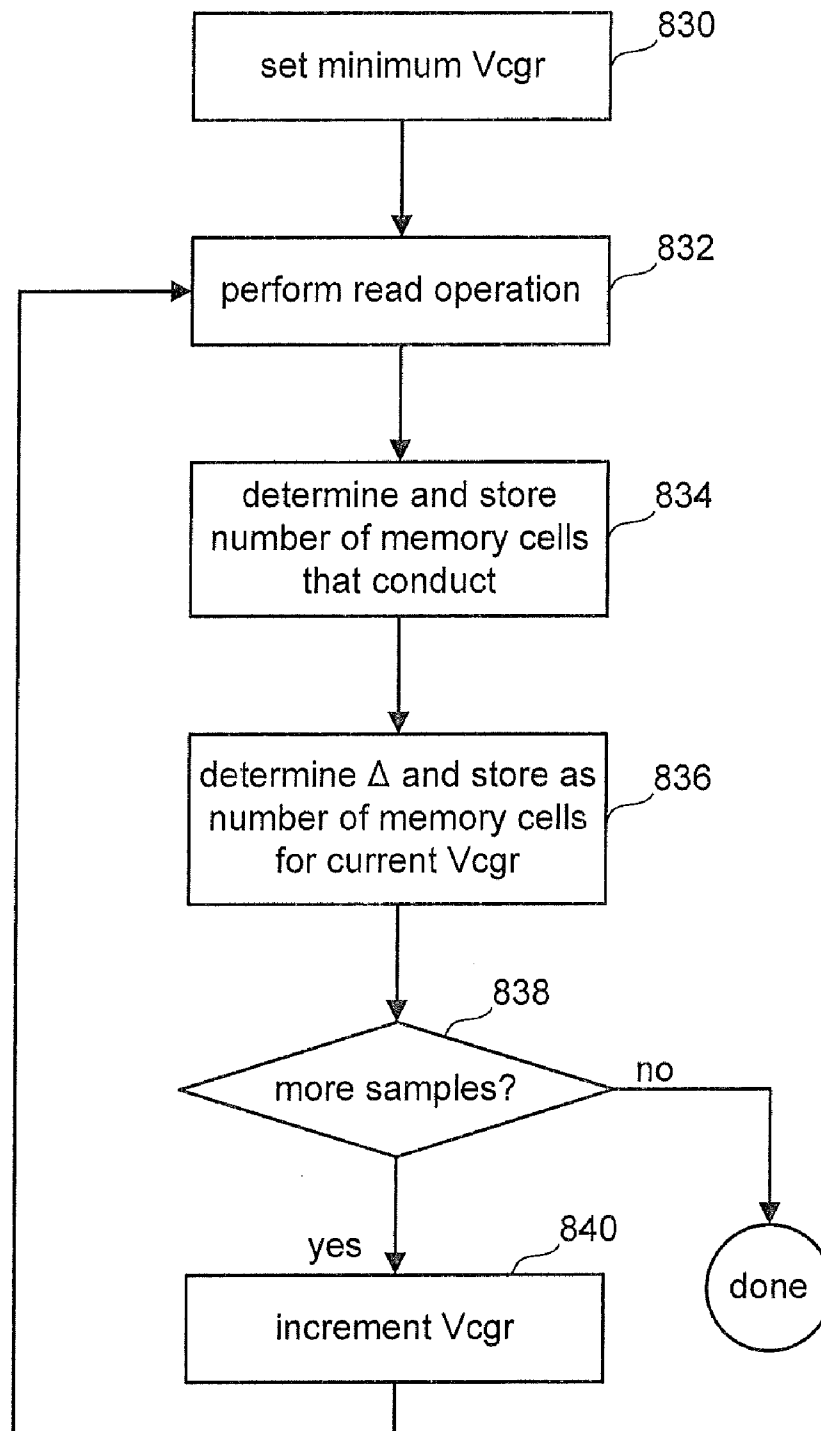 830
set minimum Vcgr
832
perform read operation
834
determine and store
number of memory cells
that conduct
836
determine Δ and store as
number of memory cells
for current Vcgr
838
more samples?
no
yes
840
increment Vcgr
done